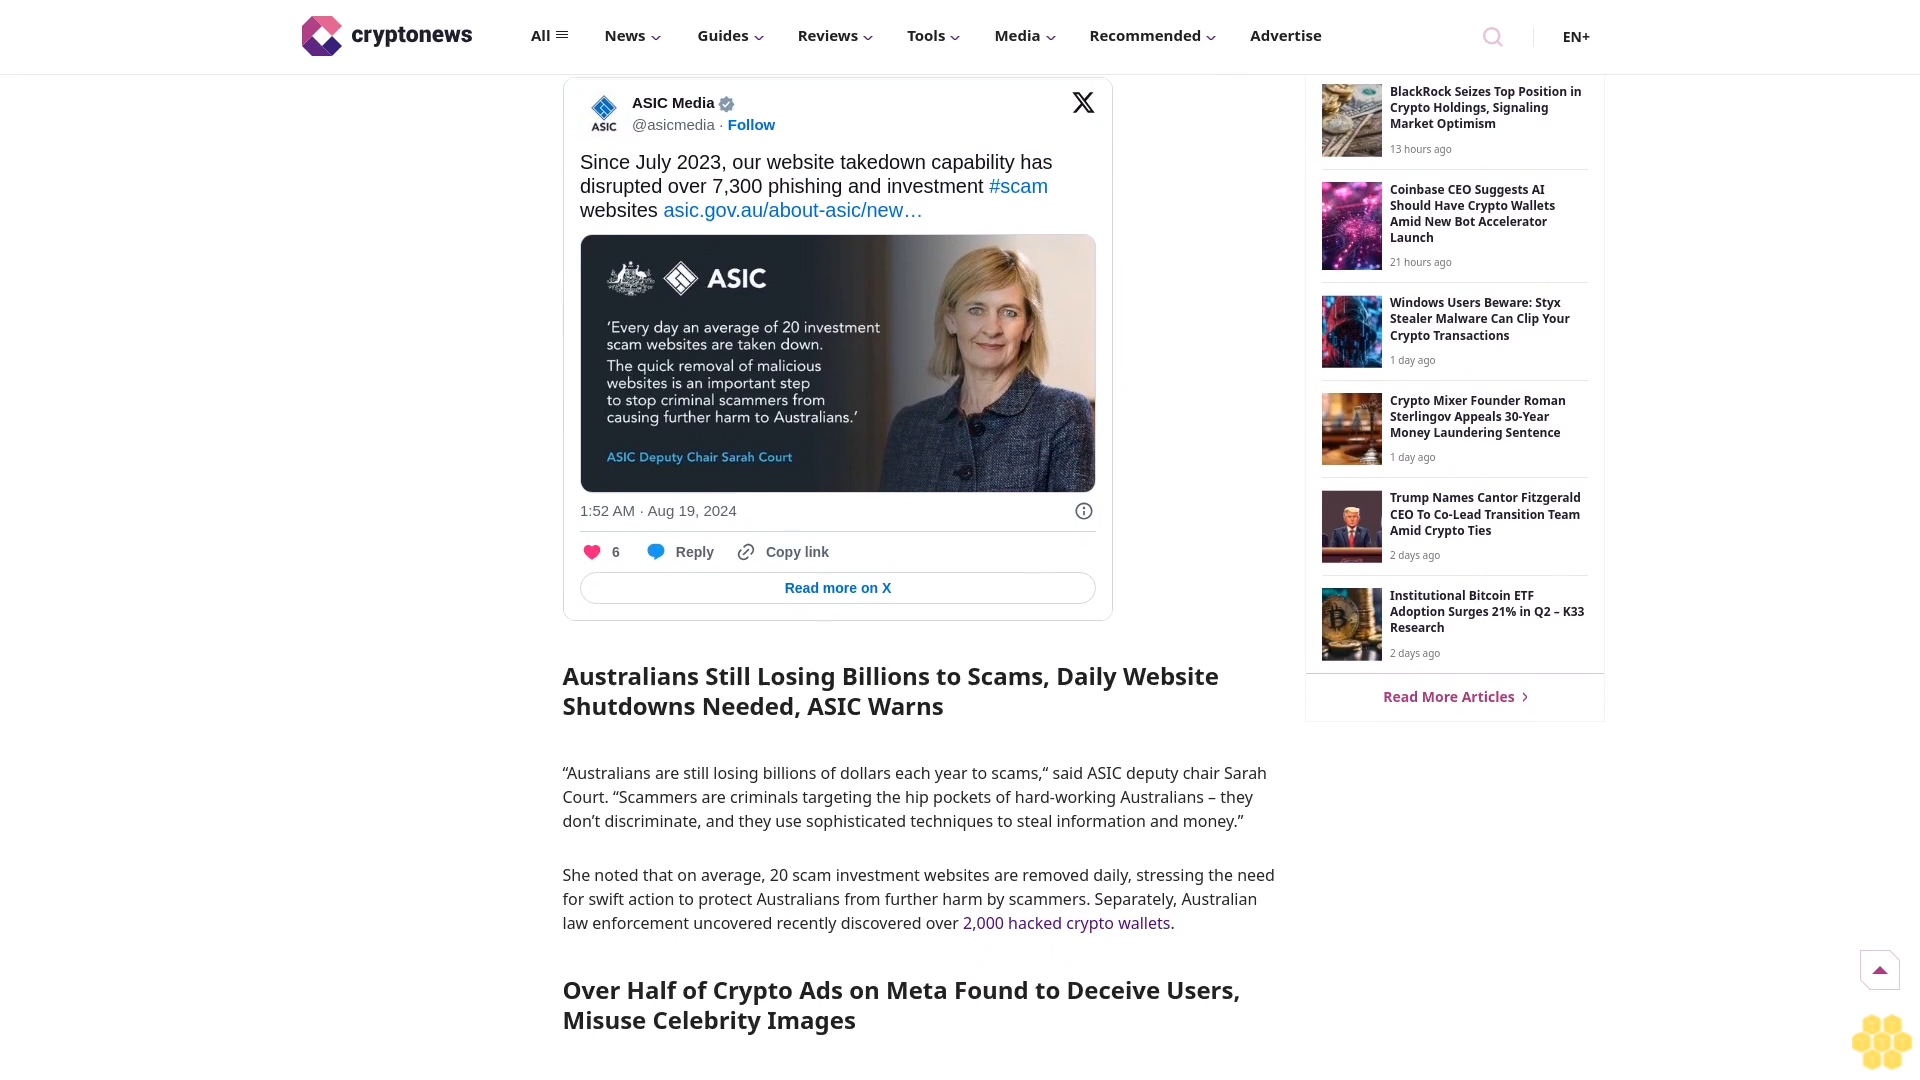 cryptonews
All
News
Guides
Reviews
Tools
Media
Recommended
Advertise
EN+
ASIC
ASIC Media
@asicmedia · Follow
Since July 2023, our website takedown capability has
disrupted over 7,300 phishing and investment #scam
websites asic.gov.au/about-asic/new…
ASIC
‘Every day an average of 20 investment
scam websites are taken down.
The quick removal of malicious
websites is an important step
to stop criminal scammers from
causing further harm to Australians.’
ASIC Deputy Chair Sarah Court
1:52 AM · Aug 19, 2024
6
Reply
Copy link
Read more on X
Australians Still Losing Billions to Scams, Daily Website
Shutdowns Needed, ASIC Warns
“Australians are still losing billions of dollars each year to scams,“ said ASIC deputy chair Sarah
Court. “Scammers are criminals targeting the hip pockets of hard-working Australians – they
don’t discriminate, and they use sophisticated techniques to steal information and money.”
She noted that on average, 20 scam investment websites are removed daily, stressing the need
for swift action to protect Australians from further harm by scammers. Separately, Australian
law enforcement uncovered recently discovered over 2,000 hacked crypto wallets.
Over Half of Crypto Ads on Meta Found to Deceive Users,
Misuse Celebrity Images
BlackRock Seizes Top Position in
Crypto Holdings, Signaling
Market Optimism
13 hours ago
Coinbase CEO Suggests AI
Should Have Crypto Wallets
Amid New Bot Accelerator
Launch
21 hours ago
Windows Users Beware: Styx
Stealer Malware Can Clip Your
Crypto Transactions
1 day ago
Crypto Mixer Founder Roman
Sterlingov Appeals 30-Year
Money Laundering Sentence
1 day ago
Trump Names Cantor Fitzgerald
CEO To Co-Lead Transition Team
Amid Crypto Ties
2 days ago
Institutional Bitcoin ETF
Adoption Surges 21% in Q2 – K33
Research
2 days ago
Read More Articles